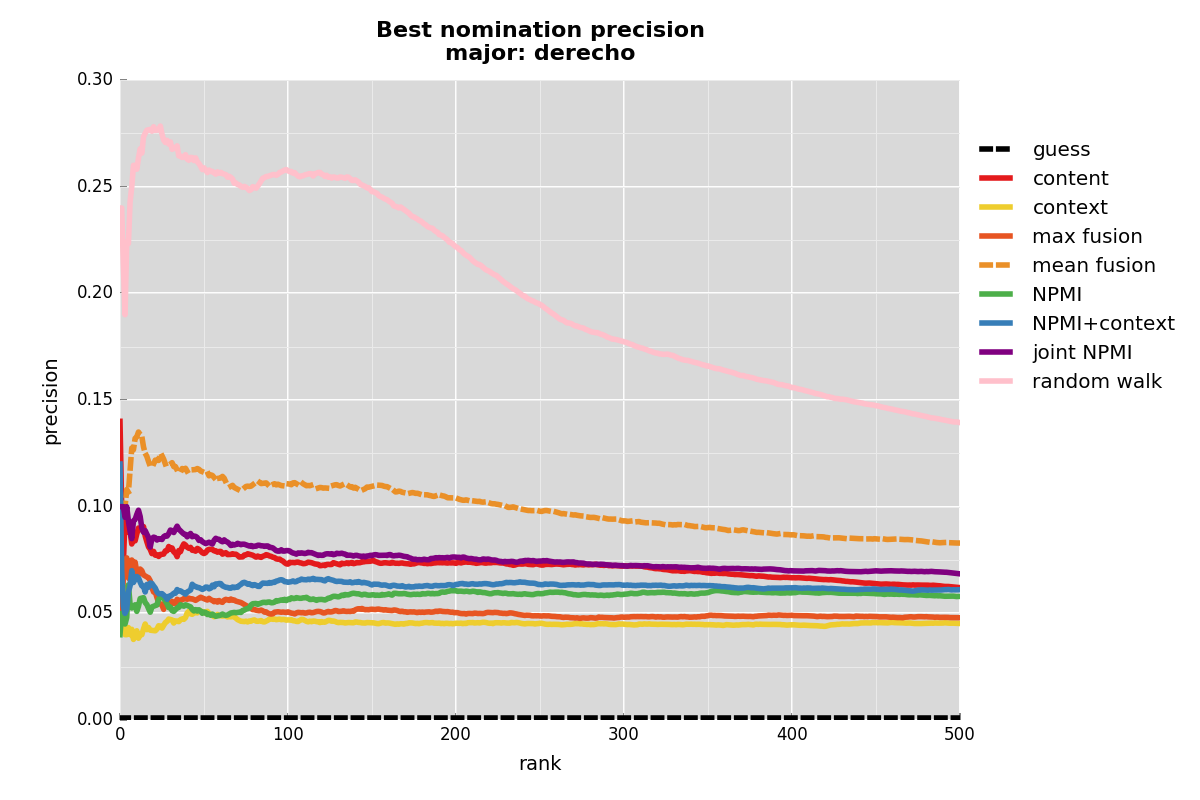 Best nomination precision
major: derecho
0.30
0.25
0.20
0.15
0.10
0.05
0.00
precision
0
100
200
300
400
500
rank
guess
content
context
max fusion
mean fusion
NPMI
NPMI+context
joint NPMI
random walk